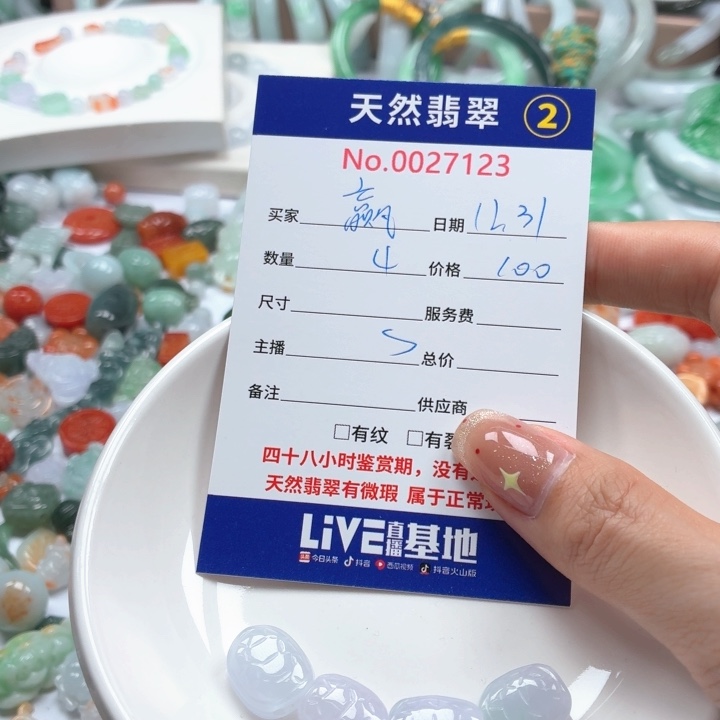 天然翡翠 2
No.0027123
买家 赢 日期 12.31
数量 4 价格 100
尺寸 服务费
主播 S 总价
备注 供应商
□有纹 □有裂
四十八小时鉴赏期，没有
天然翡翠有微瑕 属于正常
LiVE直播基地
头条 今日头条 抖音 西瓜视频 抖音火山版